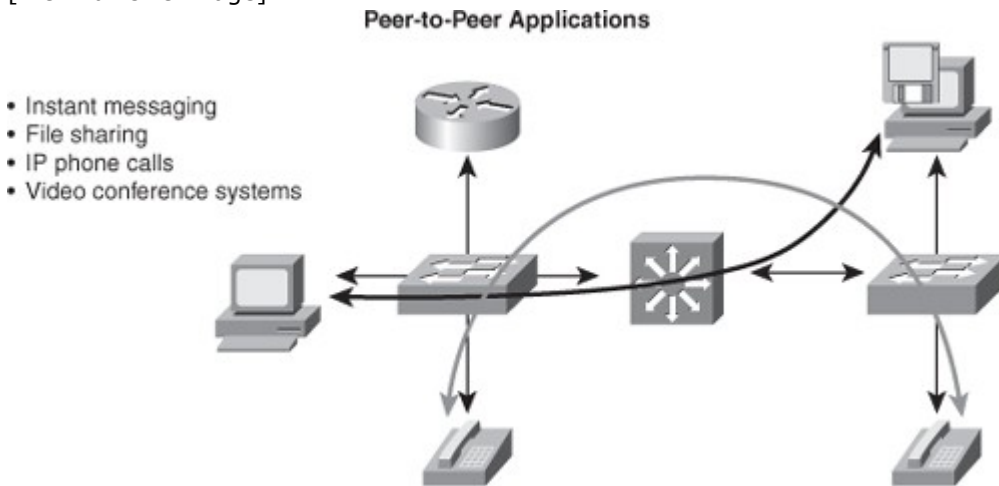 Peer-to-Peer Applications
• Instant messaging
• File sharing
• IP phone calls
• Video conference systems